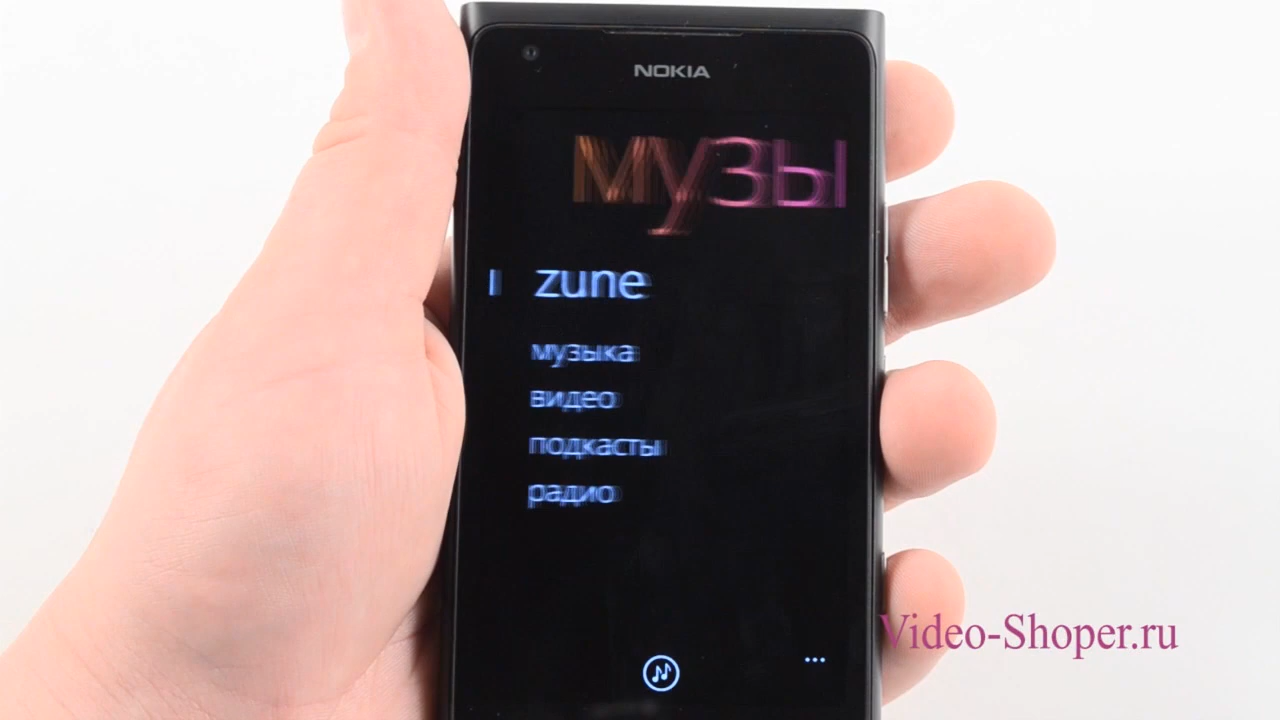 NOKIA
музы
zune
музыка
видео
подкасты
радио
Video-Shoper.ru